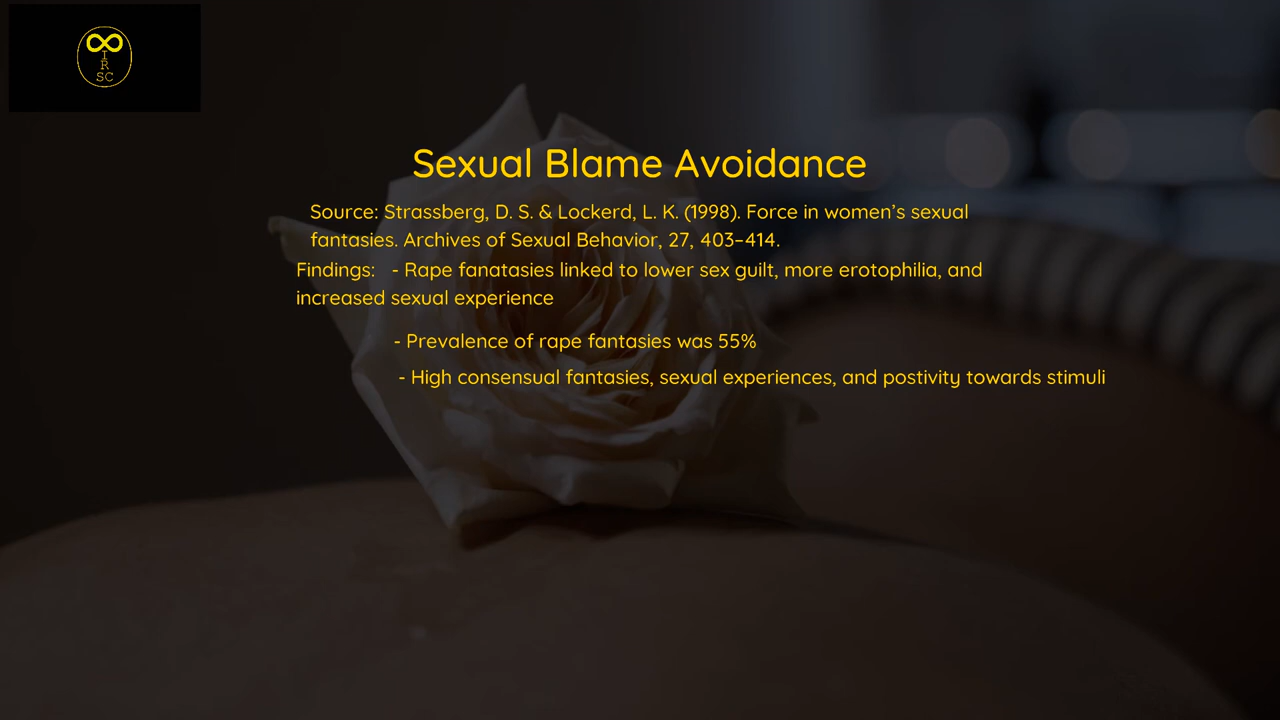 ∞
I
R
SC
Sexual Blame Avoidance
Source: Strassberg, D. S. & Lockerd, L. K. (1998). Force in women’s sexual
fantasies. Archives of Sexual Behavior, 27, 403–414.
Findings: - Rape fanatasies linked to lower sex guilt, more erotophilia, and
increased sexual experience
- Prevalence of rape fantasies was 55%
- High consensual fantasies, sexual experiences, and postivity towards stimuli